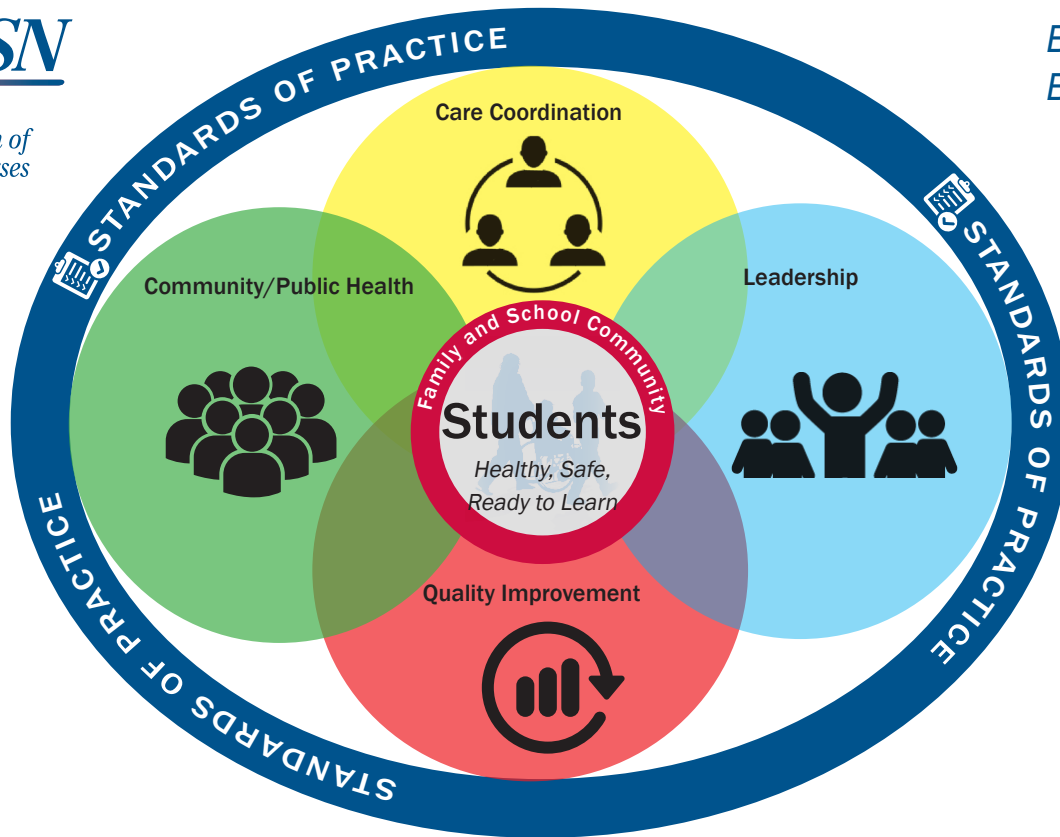 SN
of
STANDARDS OF PRACTICE
Care Coordination
STANDARDS OF PRACTICE
Community/Public Health
Leadership
Family and School Community
Students
Healthy, Safe,
Ready to Learn
Quality Improvement
STANDARDS OF PRACTICE